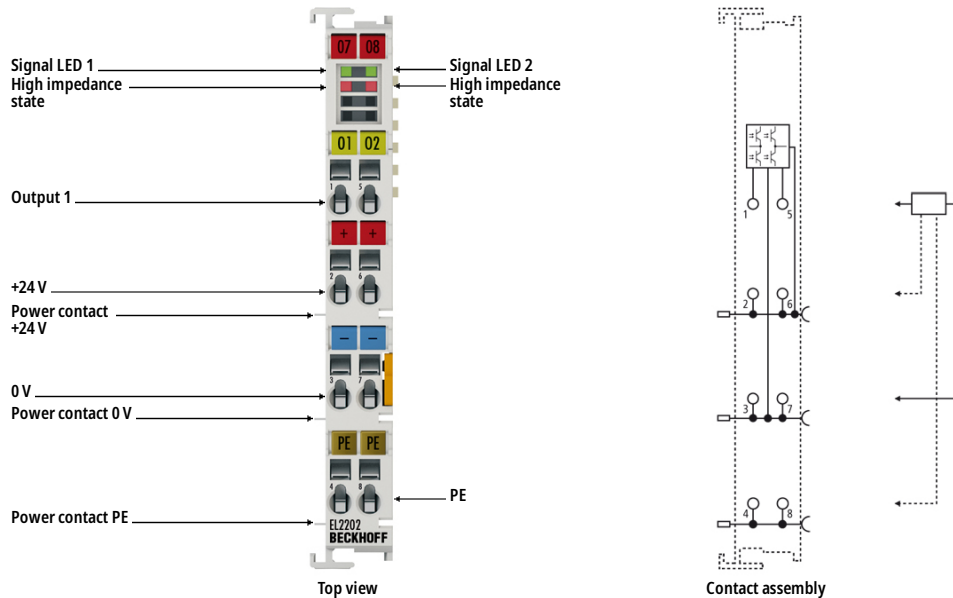 07 08
Signal LED 1
Signal LED 2
High impedance
state
High impedance
state
01 02
1 5
Output 1
+ +
2 6
+24 V
Power contact
+24 V
− −
3 7
0 V
Power contact 0 V
PE PE
4 8
PE
Power contact PE
EL2202
BECKHOFF
Top view
1 5
2 6
3 7
4 8
Contact assembly